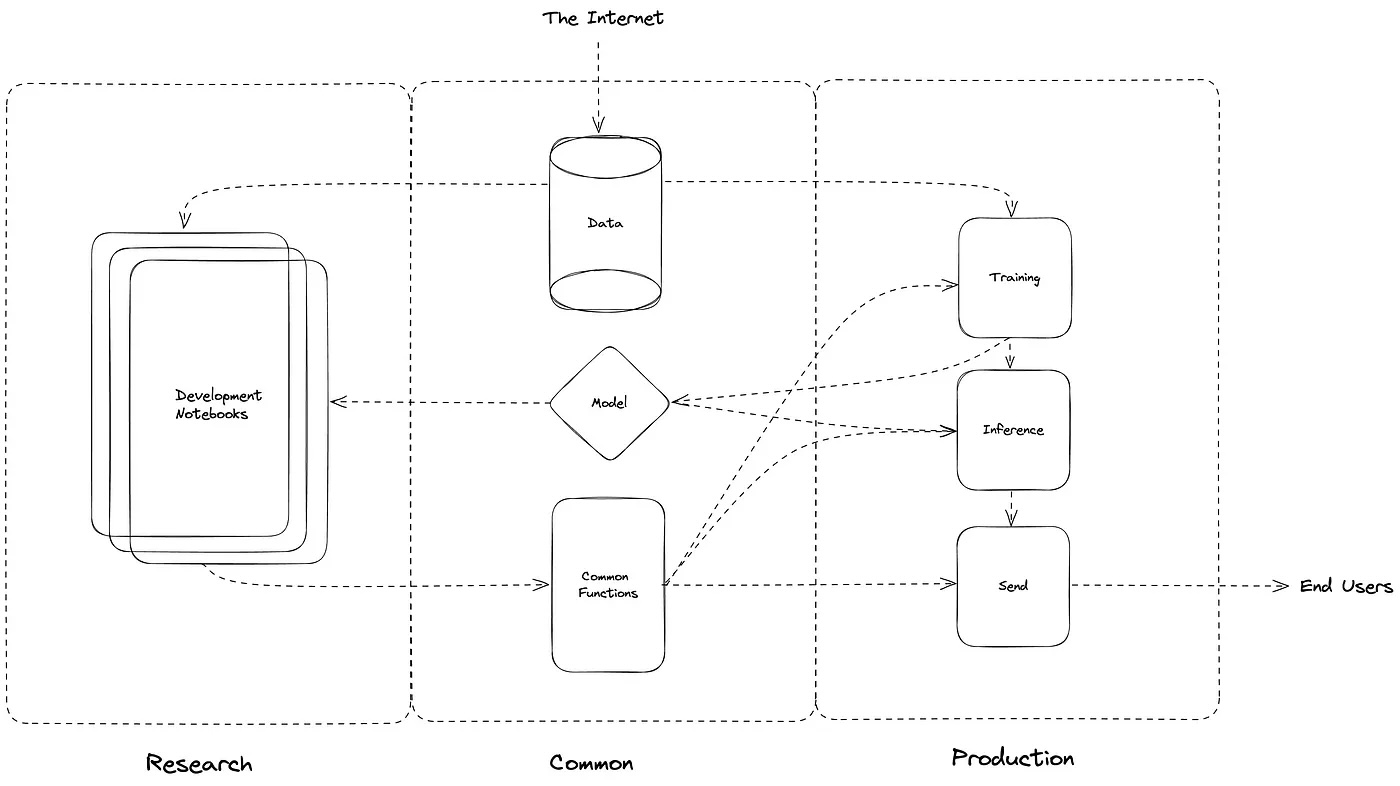 The Internet
Data
Training
Development
Notebooks
Model
Inference
Common
Functions
Send
End Users
Research
Common
Production